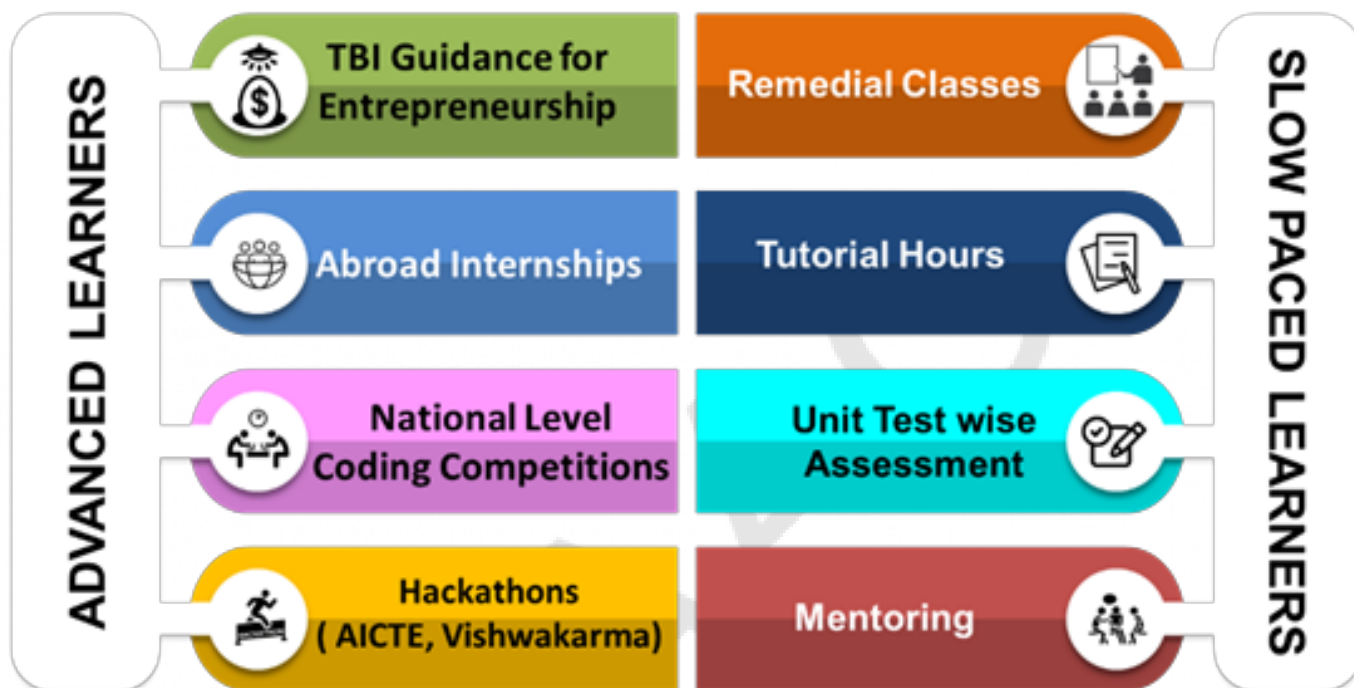 ADVANCED LEARNERS
TBI Guidance for
Entrepreneurship
Abroad Internships
National Level
Coding Competitions
Hackathons
( AICTE, Vishwakarma)
Remedial Classes
Tutorial Hours
Unit Test wise
Assessment
Mentoring
SLOW PACED LEARNERS